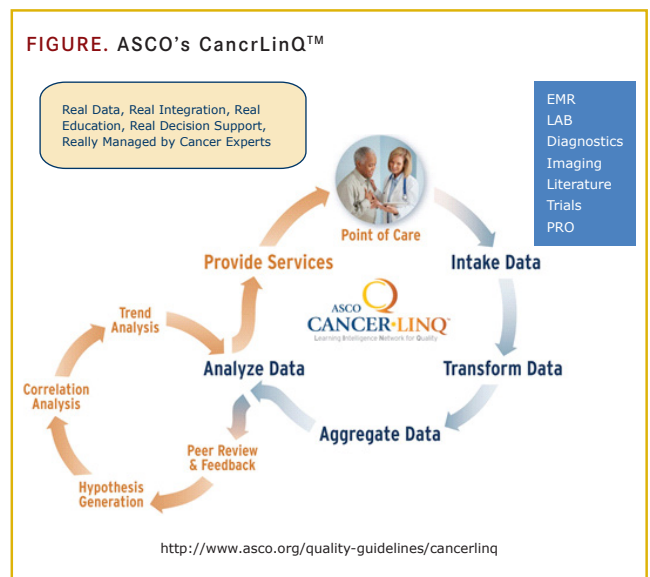 FIGURE. ASCO's CancrLinQ™
Real Data, Real Integration, Real
Education, Real Decision Support,
Really Managed by Cancer Experts
EMR
LAB
Diagnostics
Imaging
Literature
Trials
PRO
Point of Care
Provide Services
Intake Data
ASCO
CANCER·LINQ™
Learning Intelligence Network for Quality
Trend
Analysis
Analyze Data
Transform Data
Correlation
Analysis
Aggregate Data
Peer Review
& Feedback
Hypothesis
Generation
http://www.asco.org/quality-guidelines/cancerlinq